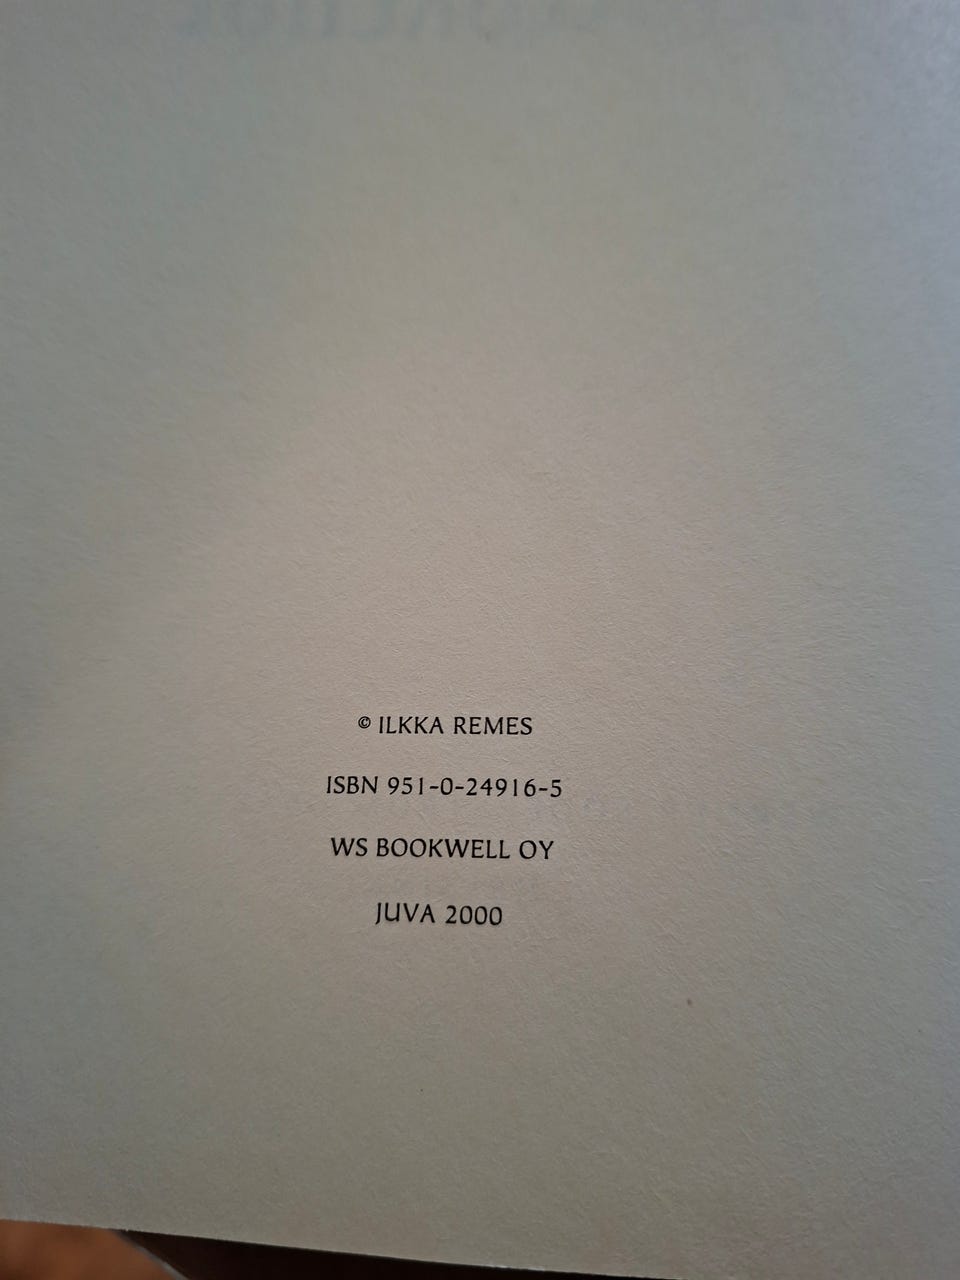 © ILKKA REMES
ISBN 951-0-24916-5
WS BOOKWELL OY
JUVA 2000